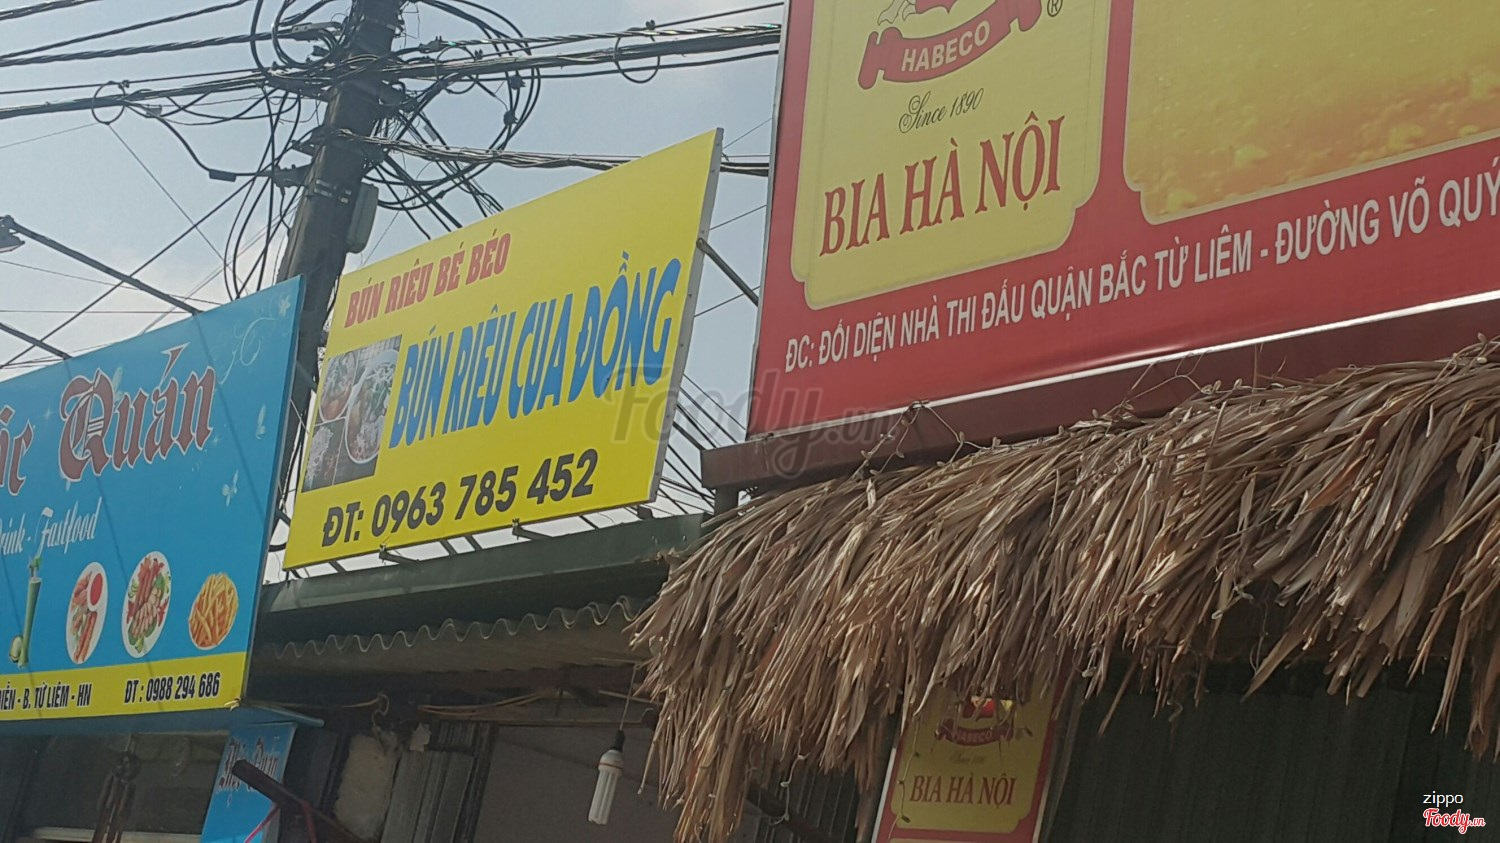 Quán
Fastfood
B. TỪ LIÊM - HN ĐT : 0988 294 686
BÚN RIÊU BÉ BÉO
BÚN RIÊU CUA ĐỒNG
ĐT: 0963 785 452
HABECO
®
Since 1890
BIA HÀ NỘI
ĐC: ĐỐI DIỆN NHÀ THI ĐẤU QUẬN BẮC TỪ LIÊM - ĐƯỜNG VÕ QUÝ
Foody.vn
HABECO
Since 1890
BIA HÀ NỘI
zippo
Foody.vn